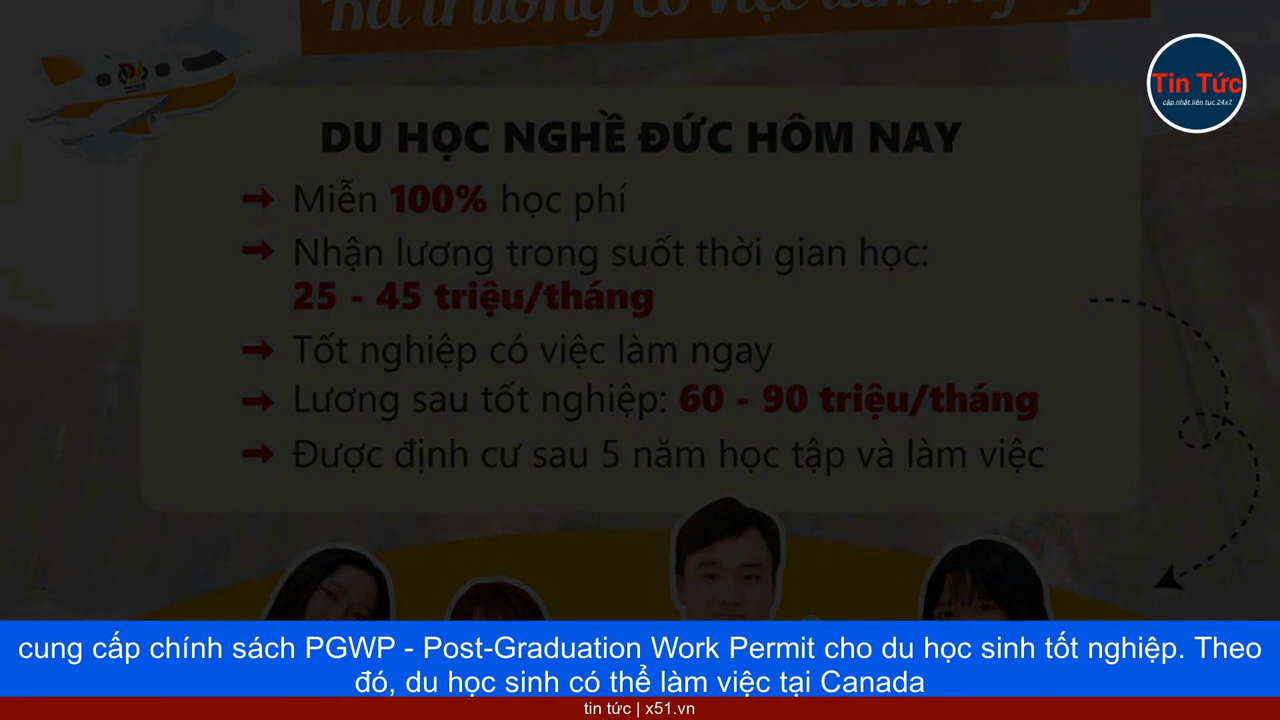 Tin Tức
cập nhật liên tục 24x7
DU HỌC NGHỀ ĐỨC HÔM NAY
Miễn 100% học phí
Nhận lương trong suốt thời gian học:
25 - 45 triệu/tháng
Tốt nghiệp có việc làm ngay
Lương sau tốt nghiệp: 60 - 90 triệu/tháng
Được định cư sau 5 năm học tập và làm việc
cung cấp chính sách PGWP - Post-Graduation Work Permit cho du học sinh tốt nghiệp. Theo
đó, du học sinh có thể làm việc tại Canada
tin tức | x51.vn